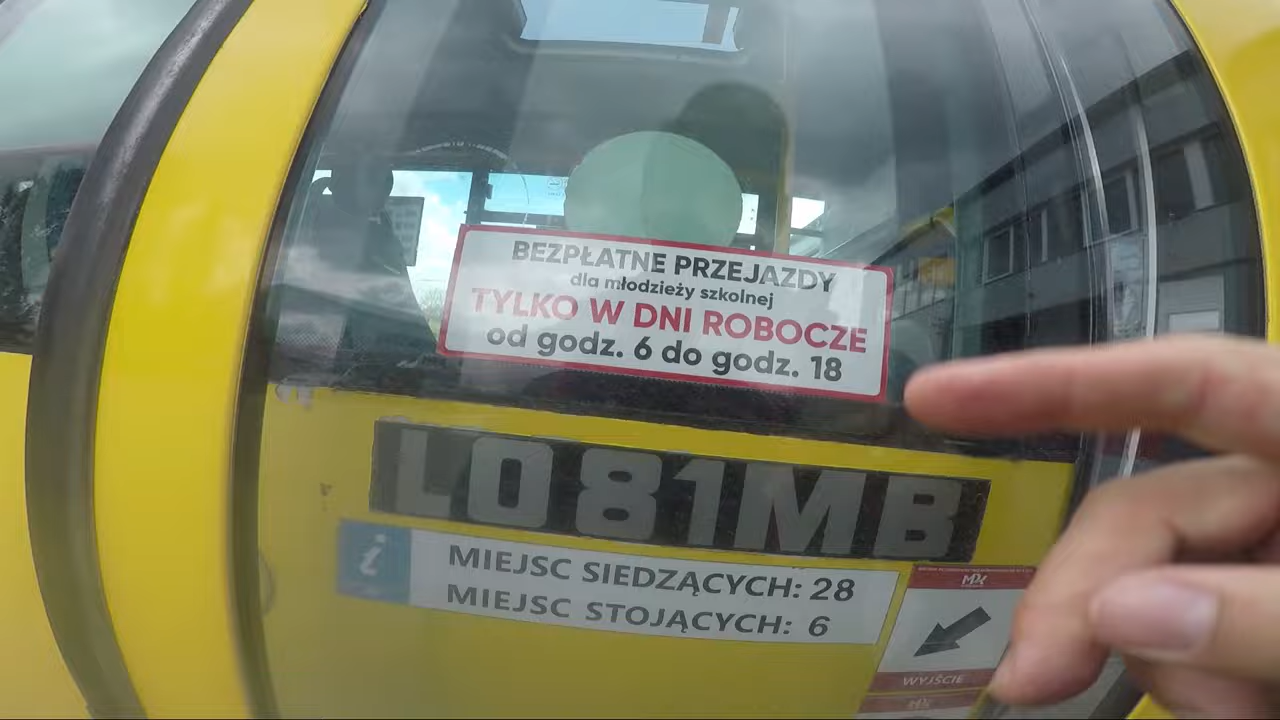 BEZPŁATNE PRZEJAZDY
dla młodzieży szkolnej
TYLKO W DNI ROBOCZE
od godz. 6 do godz. 18
LO81MB
i
MIEJSC SIEDZĄCYCH: 28
MIEJSC STOJĄCYCH: 6
WYJŚCIE